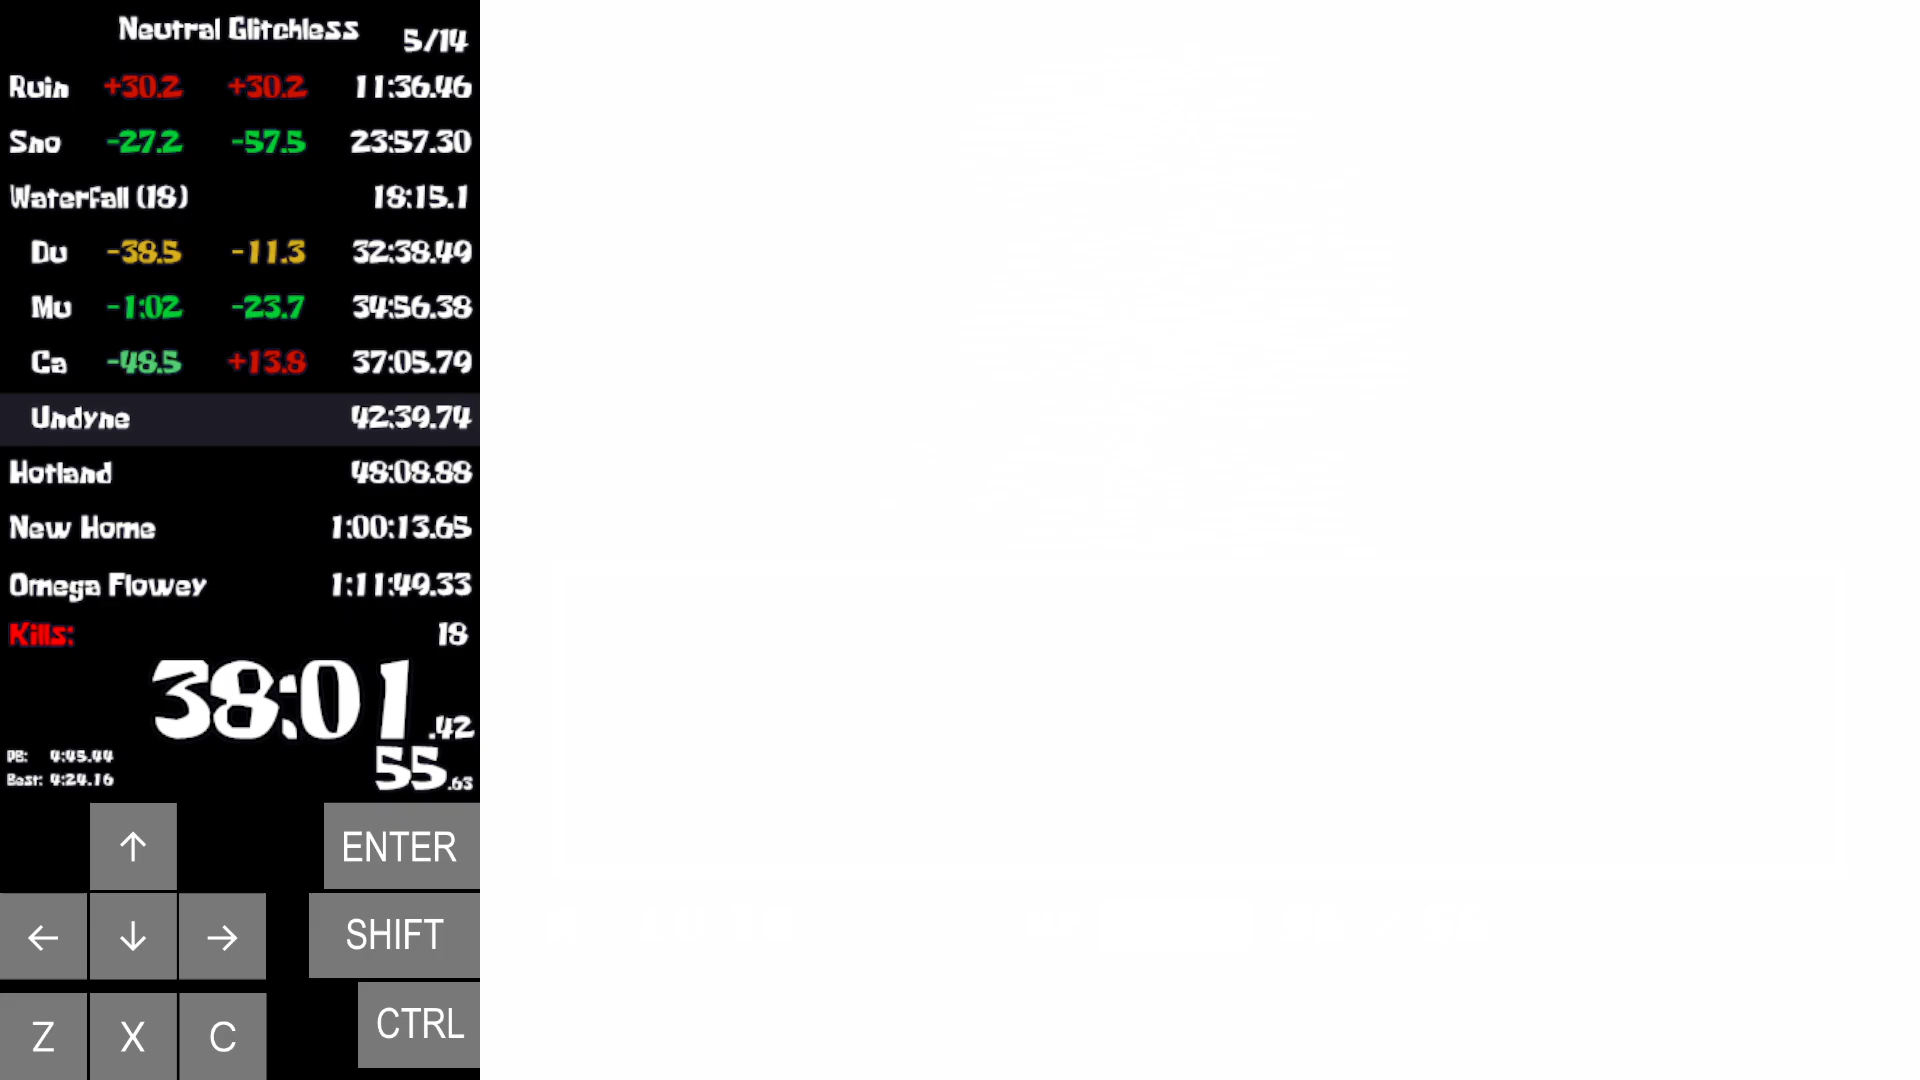 Neutral Glitchless
5/14
Ruin +30.2 +30.2 11:36.46
Sno -27.2 -57.5 23:57.30
Waterfall (18) 18:15.1
Du -38.5 -11.3 32:38.49
Mu -1:02 -23.7 34:56.38
Ca -48.5 +13.8 37:05.79
Undyne 42:39.74
Hotland 48:08.88
New Home 1:00:13.65
Omega Flowey 1:11:49.33
Kills: 18
38:01.42
PB: 4:45.44
Best: 4:24.16
55.63
↑ ENTER
← ↓ → SHIFT
Z X C CTRL